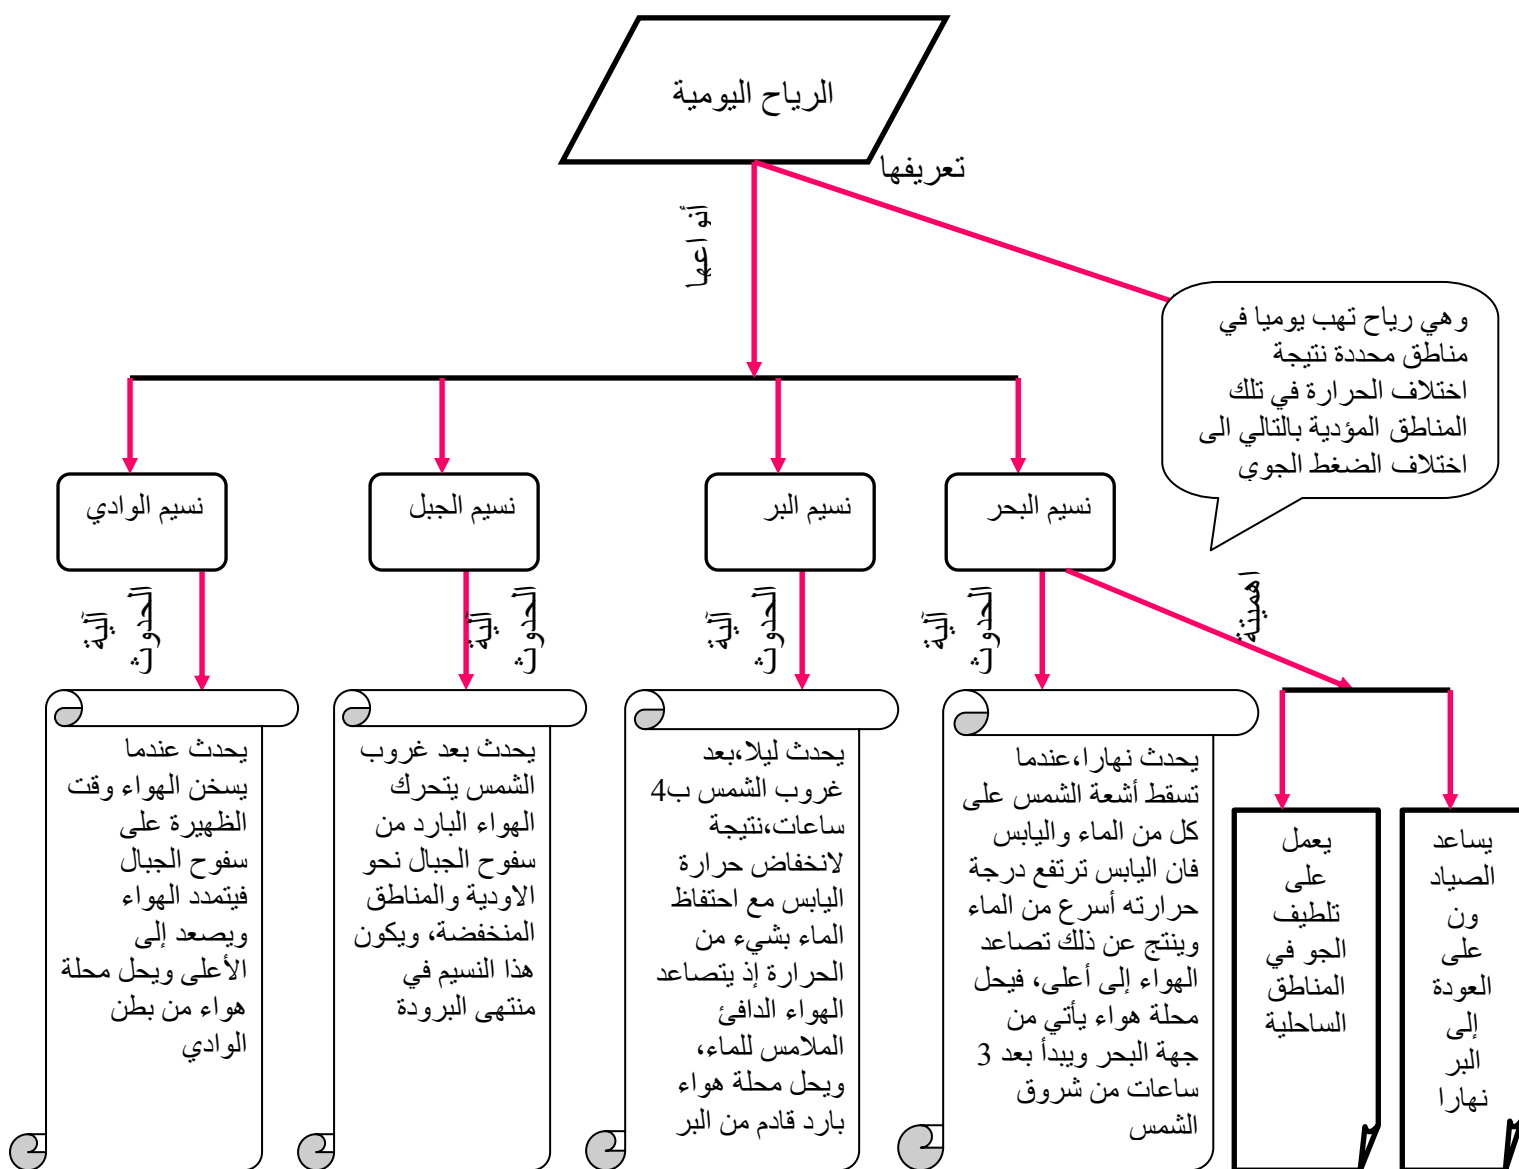 الرياح اليومية
تعريفها
أنواعها
وهي رياح تهب يوميا في
مناطق محددة نتيجة
اختلاف الحرارة في تلك
المناطق المؤدية بالتالي الى
اختلاف الضغط الجوي
نسيم البحر
نسيم البر
نسيم الجبل
نسيم الوادي
اهميتة
آلية
الحدوث
آلية
الحدوث
آلية
الحدوث
آلية
الحدوث
يساعد
الصياد
ون
على
العودة
إلى
البر
نهارا
يعمل
على
تلطيف
الجو في
المناطق
الساحلية
يحدث نهارا،عندما
تسقط أشعة الشمس على
كل من الماء واليابس
فان اليابس ترتفع درجة
حرارته أسرع من الماء
وينتج عن ذلك تصاعد
الهواء إلى أعلى، فيحل
محلة هواء يأتي من
جهة البحر ويبدأ بعد 3
ساعات من شروق
الشمس
يحدث ليلا،بعد
غروب الشمس ب4
ساعات،نتيجة
لانخفاض حرارة
اليابس مع احتفاظ
الماء بشيء من
الحرارة إذ يتصاعد
الهواء الدافئ
الملامس للماء،
ويحل محلة هواء
بارد قادم من البر
يحدث بعد غروب
الشمس يتحرك
الهواء البارد من
سفوح الجبال نحو
الاودية والمناطق
المنخفضة، ويكون
هذا النسيم في
منتهى البرودة
يحدث عندما
يسخن الهواء وقت
الظهيرة على
سفوح الجبال
فيتمدد الهواء
ويصعد إلى
الأعلى ويحل محلة
هواء من بطن
الوادي